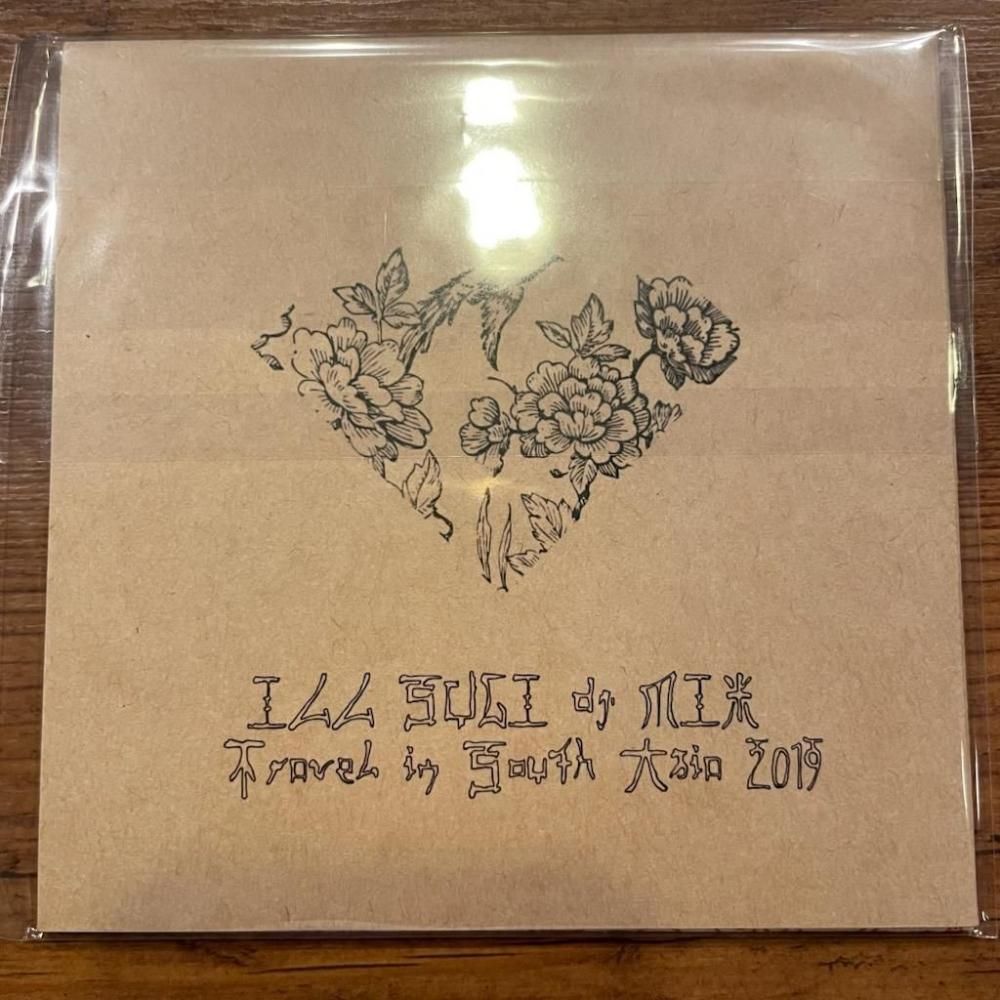 ILL SUGI dj MIX
Travel in South Asia 2019